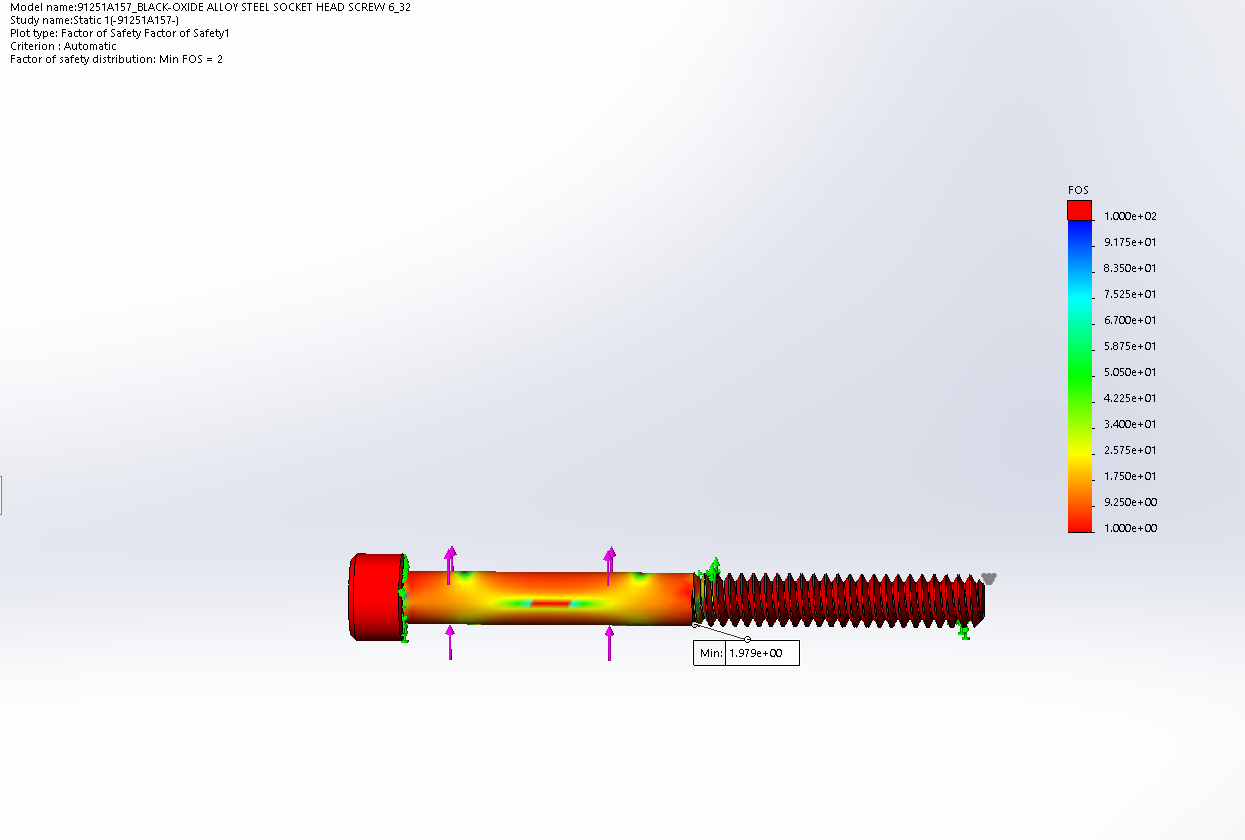 Model name:91251A157_BLACK-OXIDE ALLOY STEEL SOCKET HEAD SCREW 6_32
Study name:Static 1(-91251A157-)
Plot type: Factor of Safety Factor of Safety1
Criterion : Automatic
Factor of safety distribution: Min FOS = 2
FOS
1.000e+02
9.175e+01
8.350e+01
7.525e+01
6.700e+01
5.875e+01
5.050e+01
4.225e+01
3.400e+01
2.575e+01
1.750e+01
9.250e+00
1.000e+00
Min: 1.979e+00